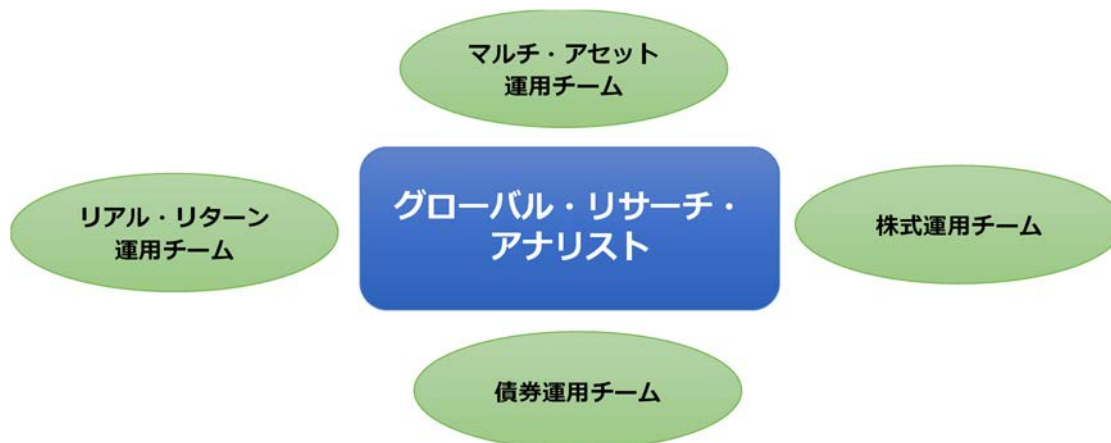 マルチ・アセット
運用チーム
グローバル・リサーチ・
アナリスト
リアル・リターン
運用チーム
株式運用チーム
債券運用チーム